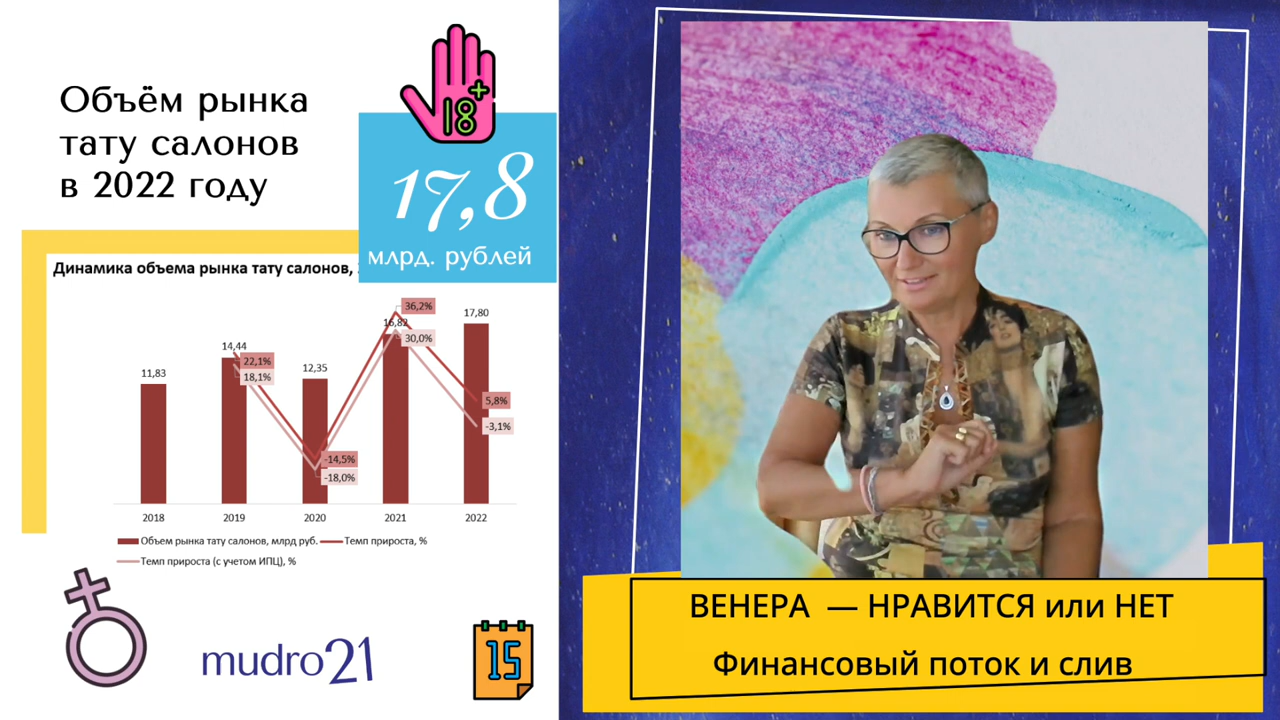 Объём рынка
тату салонов
в 2022 году
18+
17,8
млрд. рублей
Динамика объема рынка тату салонов,
36,2%
16,82
17,80
30,0%
14,44
22,1%
12,35
11,83
18,1%
5,8%
-3,1%
-14,5%
-18,0%
2018 2019 2020 2021 2022
Объем рынка тату салонов, млрд руб. Темп прироста, %
Темп прироста (с учетом ИПЦ), %
mudro21
15
ВЕНЕРА — НРАВИТСЯ или НЕТ
Финансовый поток и слив